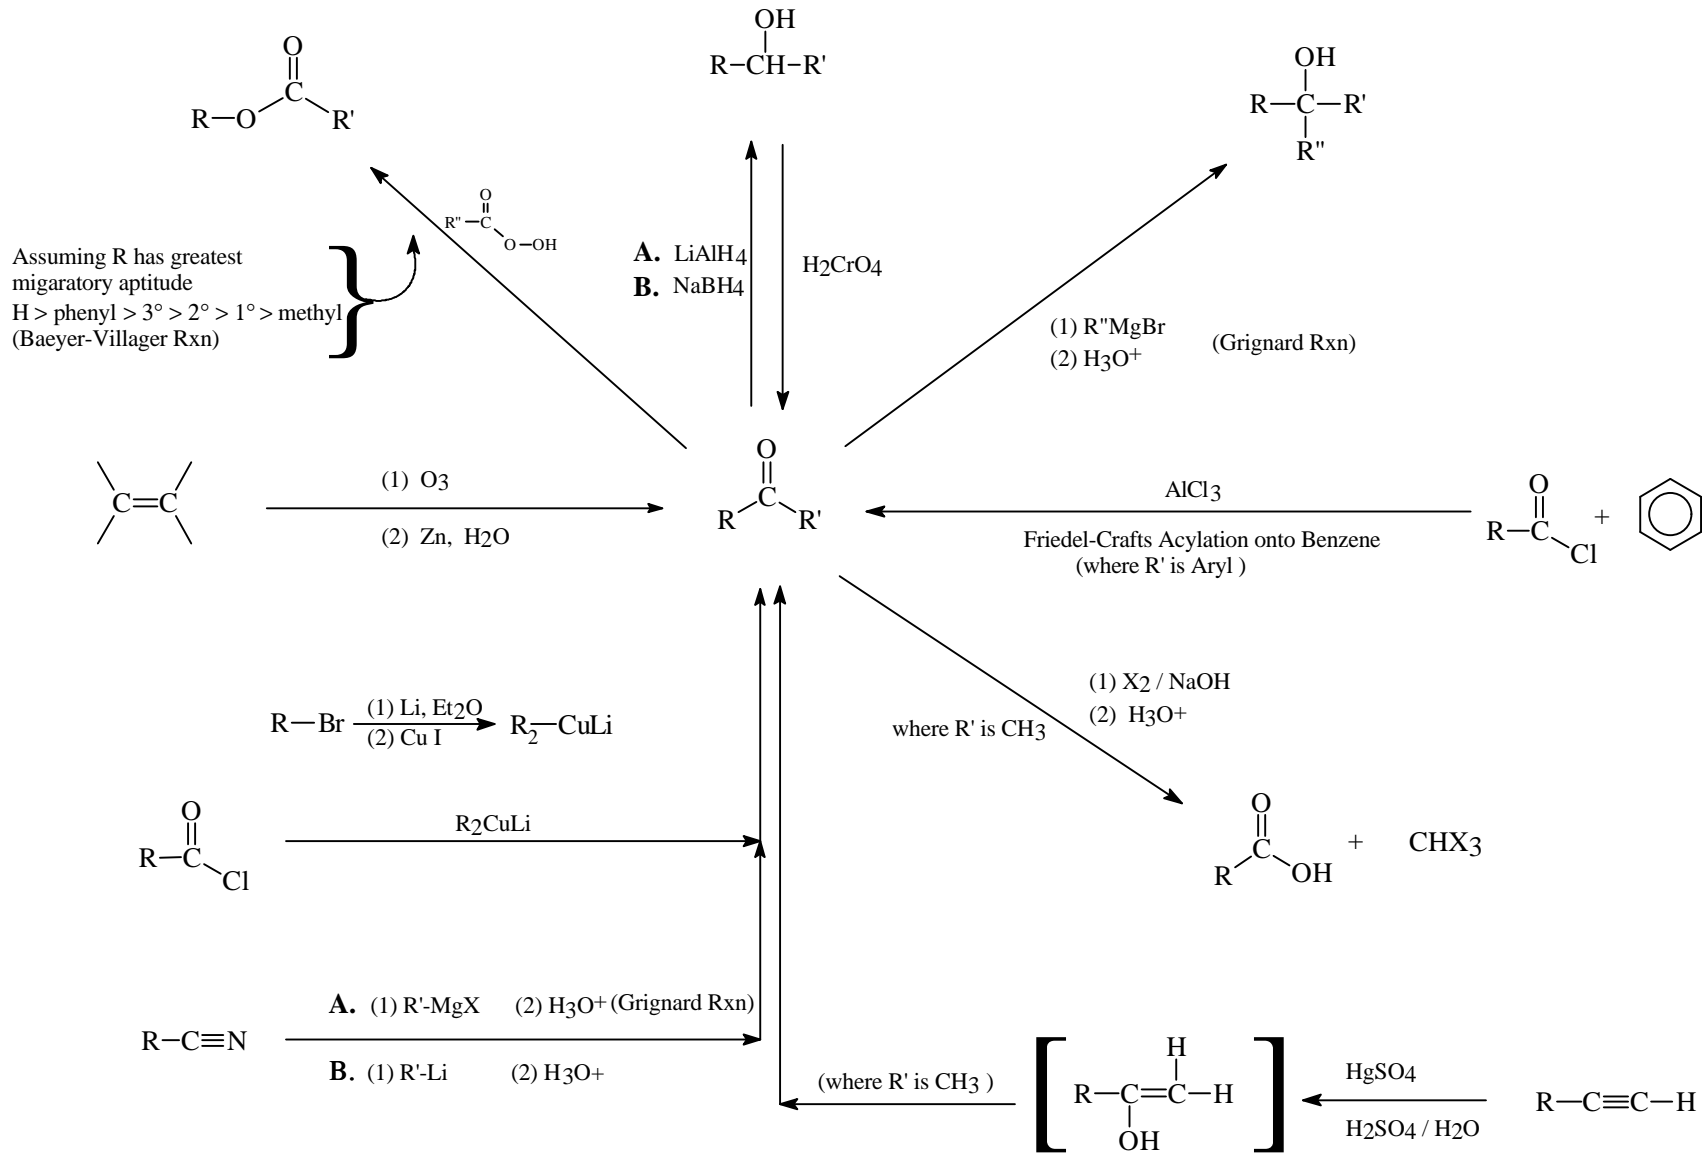 OH
R–CH–R'
O
C
R–O R'
OH
R–C–R'
R"
O
R"–C
O–OH
Assuming R has greatest
migaratory aptitude
H > phenyl > 3° > 2° > 1° > methyl
(Baeyer-Villager Rxn)
A. LiAlH4
B. NaBH4
H2CrO4
(1) R"MgBr
(2) H3O+
(Grignard Rxn)
C=C
(1) O3
(2) Zn, H2O
O
C
R R'
AlCl3
Friedel-Crafts Acylation onto Benzene
(where R' is Aryl )
O
R–C +
Cl
R–Br
(1) Li, Et2O
(2) Cu I
R2–CuLi
where R' is CH3
(1) X2 / NaOH
(2) H3O+
O
R–C
Cl
R2CuLi
O
C
R OH
+ CHX3
R–C≡N
A. (1) R'-MgX (2) H3O+ (Grignard Rxn)
B. (1) R'-Li (2) H3O+
(where R' is CH3 )
H
R–C=C–H
OH
HgSO4
H2SO4 / H2O
R–C≡C–H